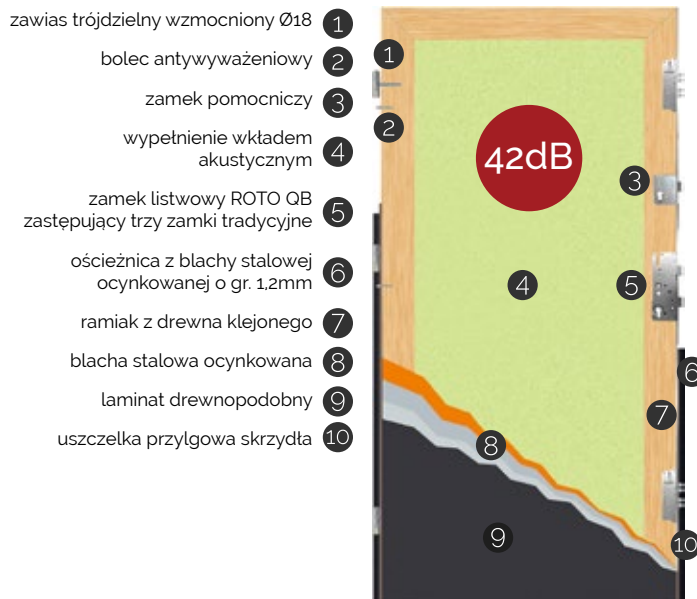 zawias trójdzielny wzmocniony Ø18 1
bolec antywyważeniowy 2
zamek pomocniczy 3
wypełnienie wkładem
akustycznym 4
zamek listwowy ROTO QB
zastępujący trzy zamki tradycyjne 5
ościeżnica z blachy stalowej
ocynkowanej o gr. 1,2mm 6
ramiak z drewna klejonego 7
blacha stalowa ocynkowana 8
laminat drewnopodobny 9
uszczelka przylgowa skrzydła 10
1
2
42dB
3
4
5
6
7
8
9
10